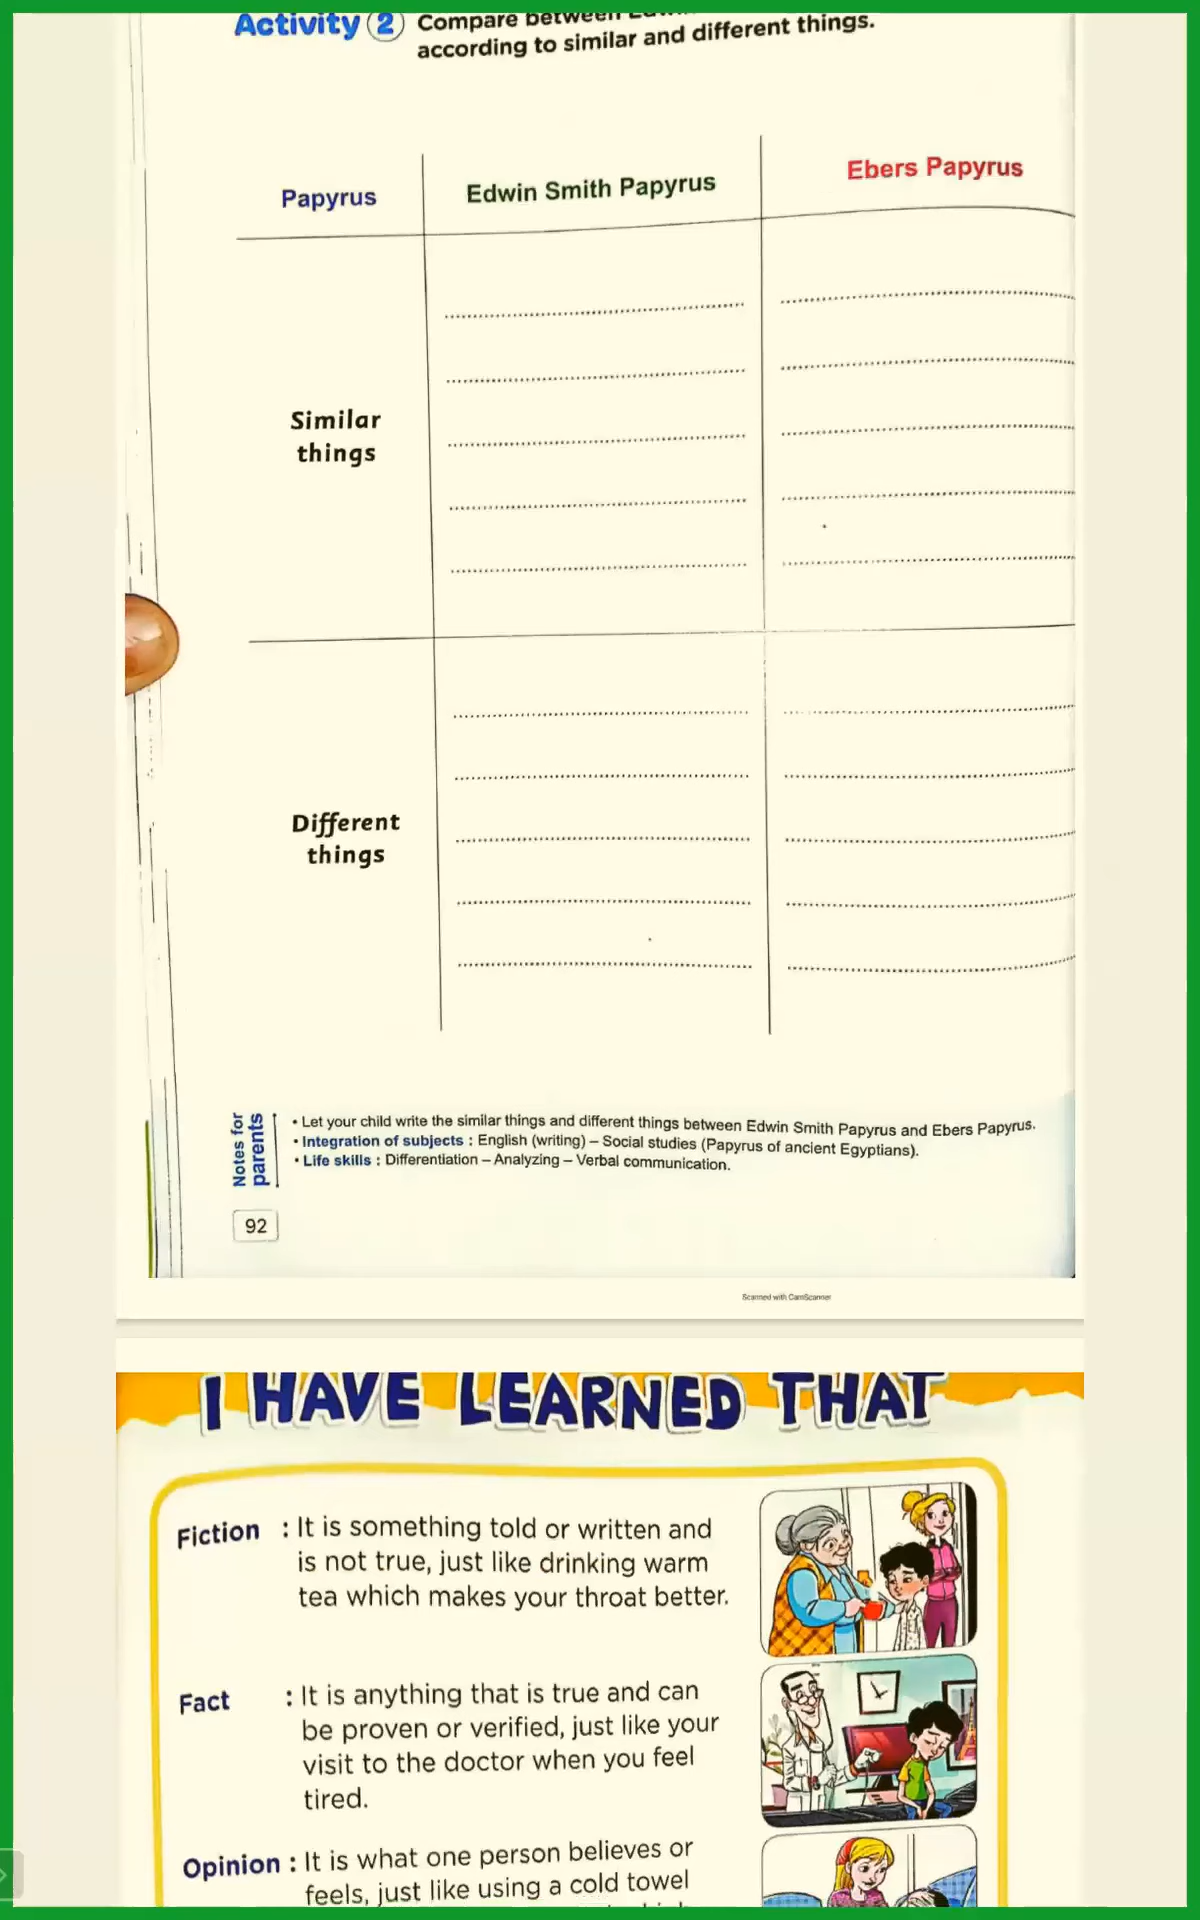 Activity 2 Compare between
according to similar and different things.
Papyrus
Edwin Smith Papyrus
Ebers Papyrus
Similar
things
Different
things
Notes for
parents
• Let your child write the similar things and different things between Edwin Smith Papyrus and Ebers Papyrus.
• Integration of subjects : English (writing) – Social studies (Papyrus of ancient Egyptians).
• Life skills : Differentiation – Analyzing – Verbal communication.
92
Scanned with CamScanner
I HAVE LEARNED THAT
Fiction : It is something told or written and
is not true, just like drinking warm
tea which makes your throat better.
Fact : It is anything that is true and can
be proven or verified, just like your
visit to the doctor when you feel
tired.
Opinion : It is what one person believes or
feels, just like using a cold towel